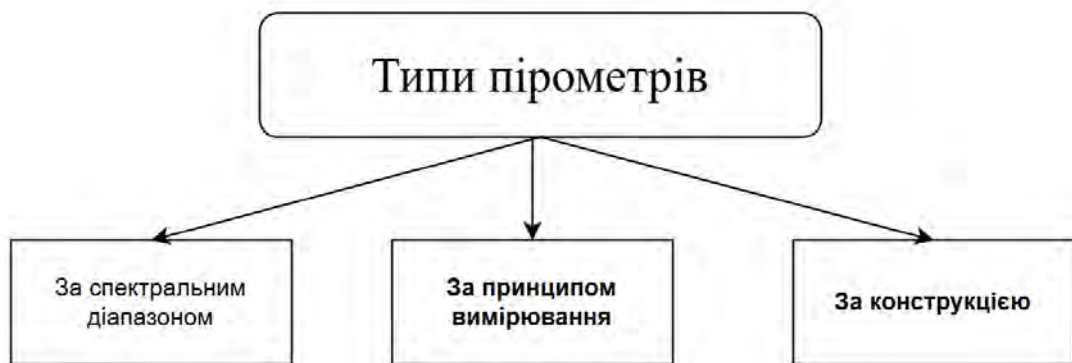 Типи пірометрів
За спектральним
діапазоном
За принципом
вимірювання
За конструкцією